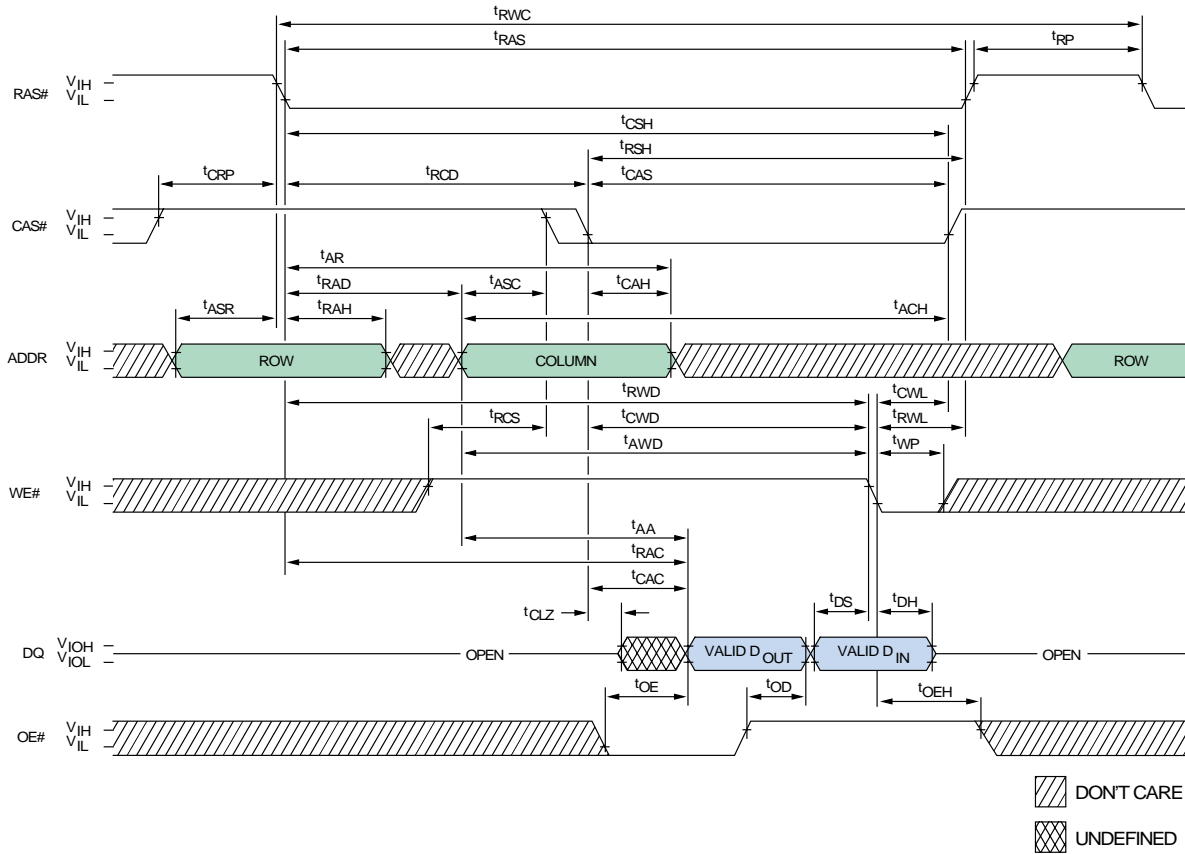 tRWC
tRAS
tRP
RAS#
VIH
VIL
tCSH
tRSH
tCRP
tRCD
tCAS
CAS#
VIH
VIL
tAR
tRAD
tASC
tCAH
tASR
tRAH
tACH
ADDR
VIH
VIL
ROW
COLUMN
ROW
tRWD
tCWL
tRCS
tCWD
tRWL
tAWD
tWP
WE#
VIH
VIL
tAA
tRAC
tCAC
tCLZ
tDS
tDH
DQ
VIOH
VIOL
OPEN
VALID DOUT
VALID DIN
OPEN
tOE
tOD
tOEH
OE#
VIH
VIL
DON'T CARE
UNDEFINED